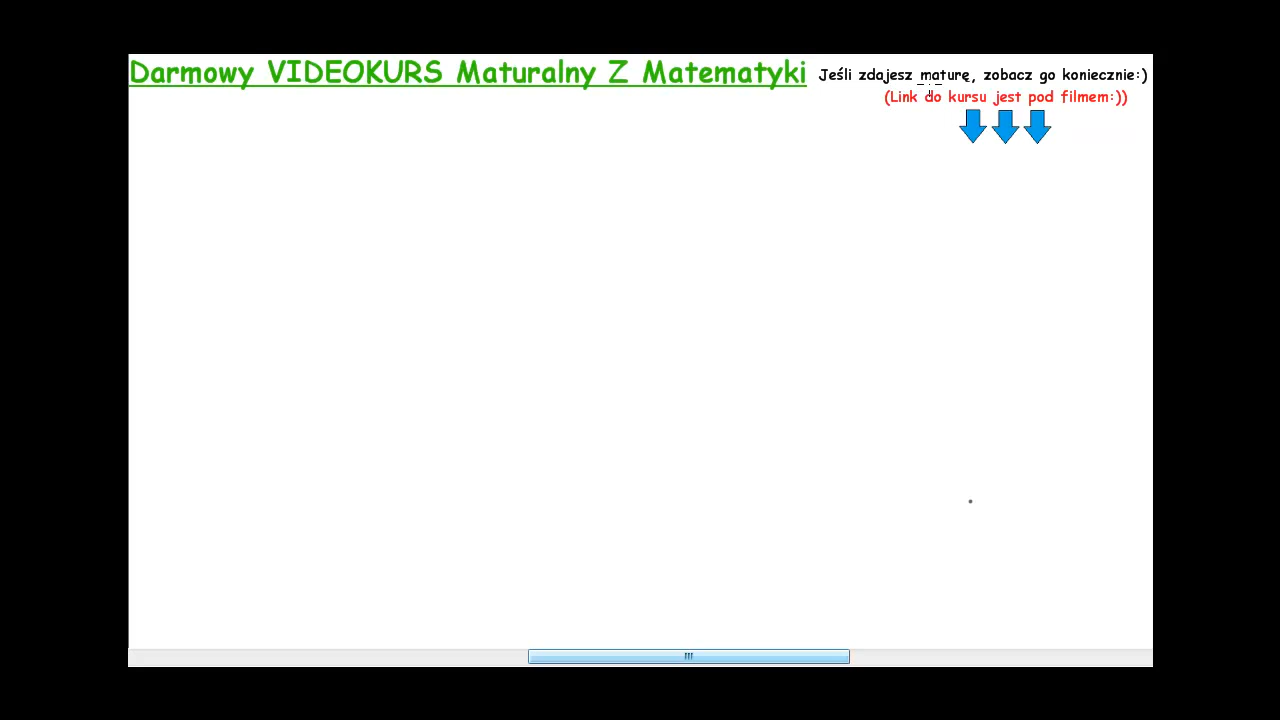 Darmowy VIDEOKURS Maturalny Z Matematyki
Jeśli zdajesz maturę, zobacz go koniecznie:)
(Link do kursu jest pod filmem:))